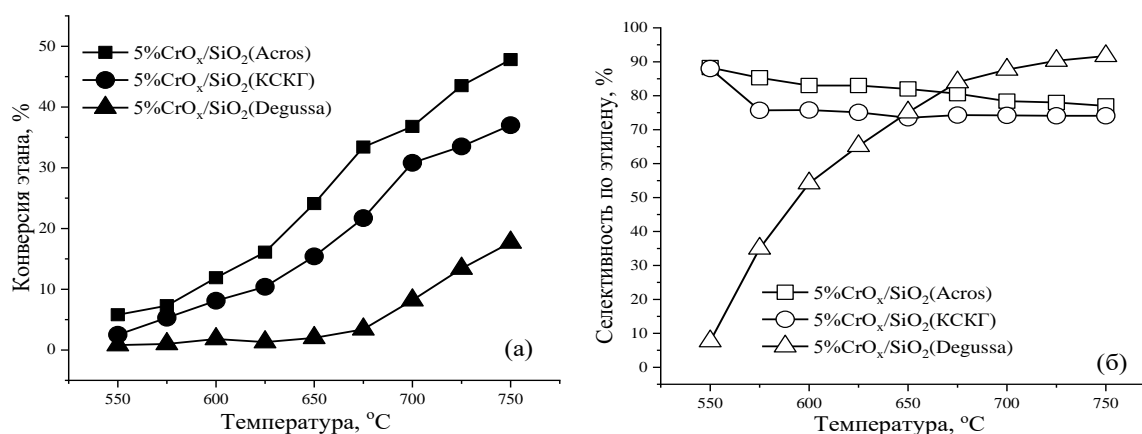 50
40
30
20
10
0
Конверсия этана, %
5%CrOₓ/SiO₂(Acros)
5%CrOₓ/SiO₂(КСКГ)
5%CrOₓ/SiO₂(Degussa)
(а)
550 600 650 700 750
Температура, °C
100
90
80
70
60
50
40
30
20
10
0
Селективность по этилену, %
5%CrOₓ/SiO₂(Acros)
5%CrOₓ/SiO₂(КСКГ)
5%CrOₓ/SiO₂(Degussa)
(б)
550 600 650 700 750
Температура, °C